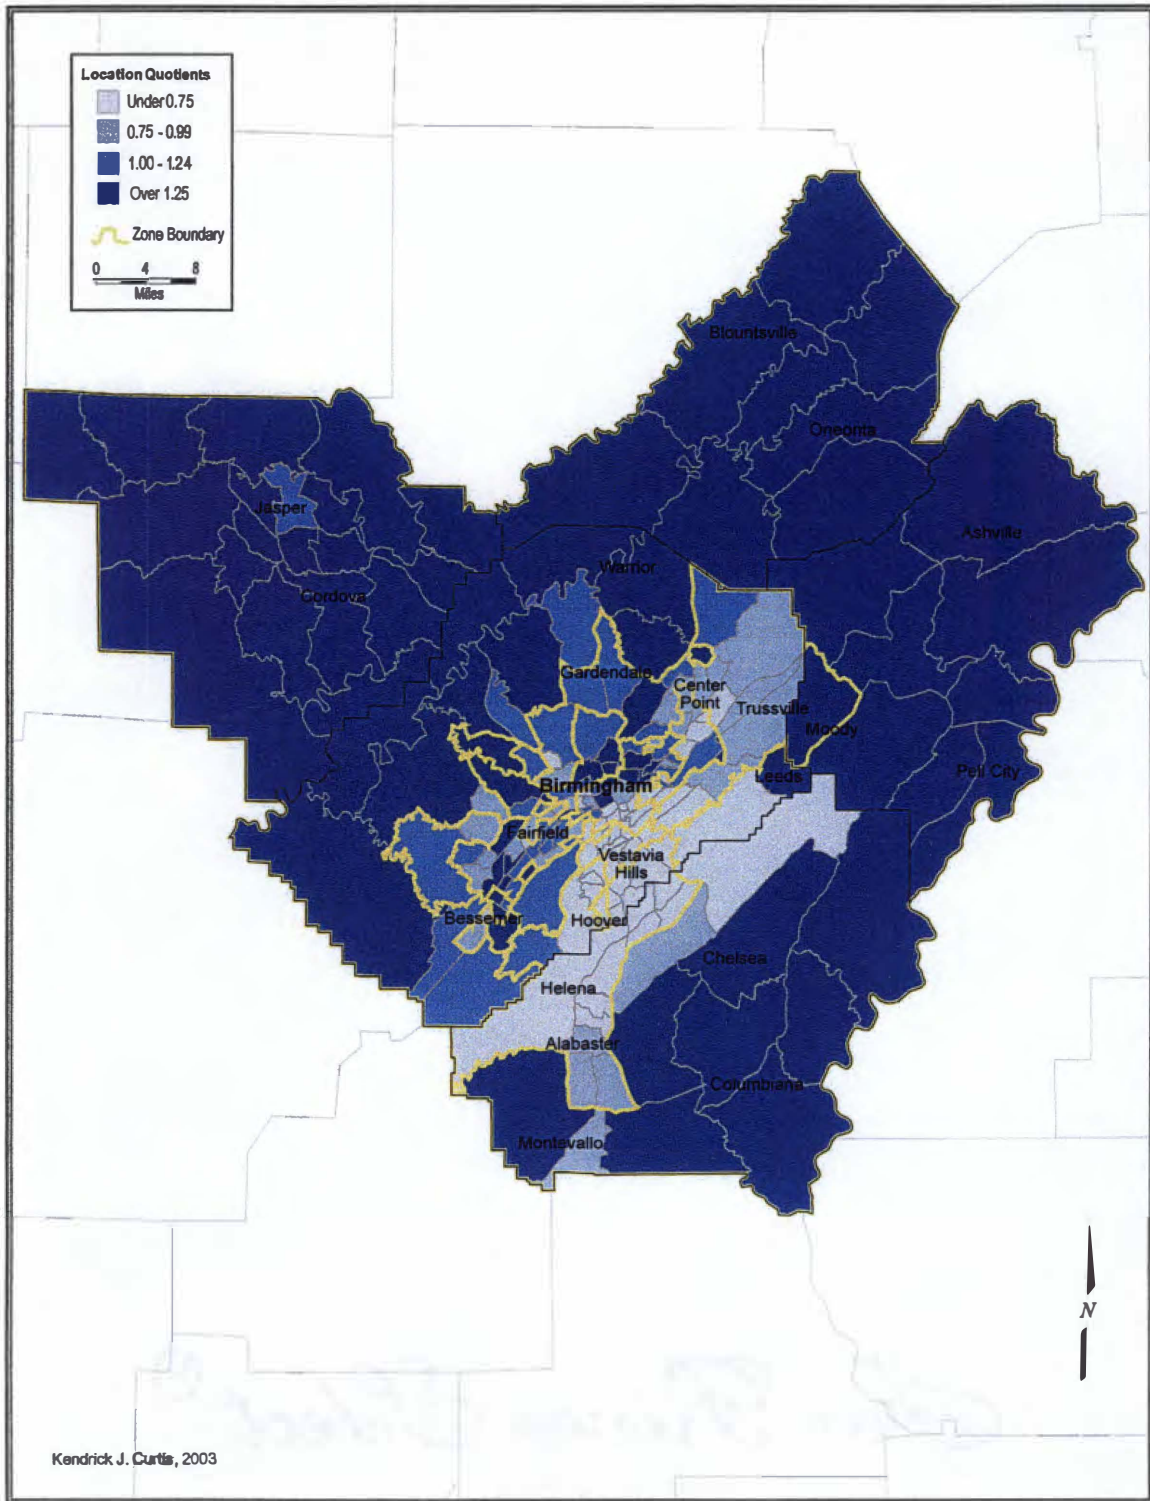 Location Quotients
Under 0.75
0.75 - 0.99
1.00 - 1.24
Over 1.25
Zone Boundary
0 4 8
Miles
Blountsville
Oneonta
Jasper
Ashville
Warrior
Cordova
Gardendale
Center
Point
Trussville
Moody
Pell City
Leeds
Birmingham
Fairfield
Vestavia
Hills
Bessemer
Hoover
Chelsea
Helena
Alabaster
Columbiana
Montevallo
N
Kendrick J. Curtis, 2003